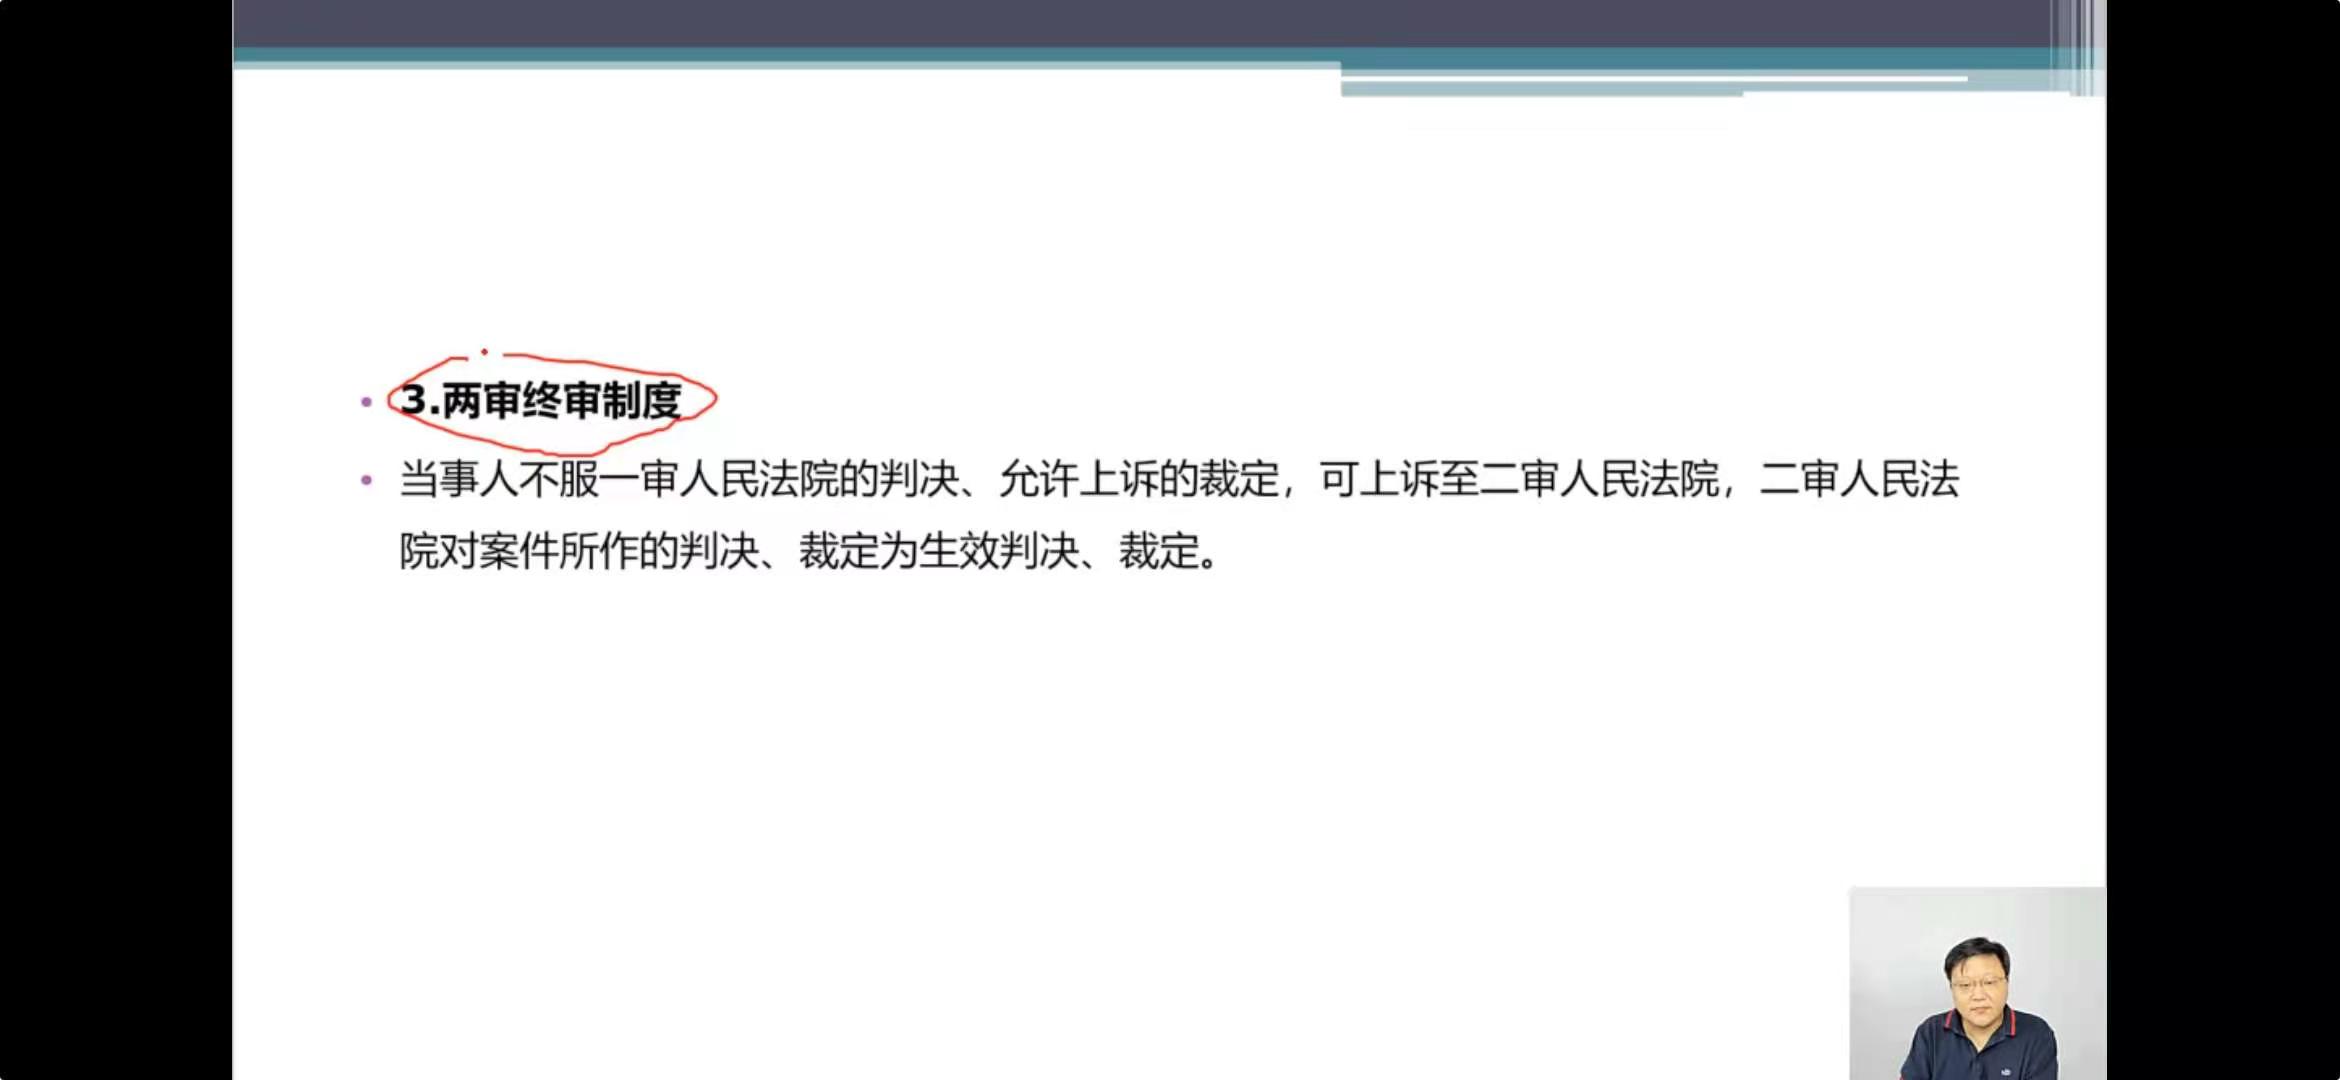 3.两审终审制度
当事人不服一审人民法院的判决、允许上诉的裁定，可上诉至二审人民法院，二审人民法
院对案件所作的判决、裁定为生效判决、裁定。